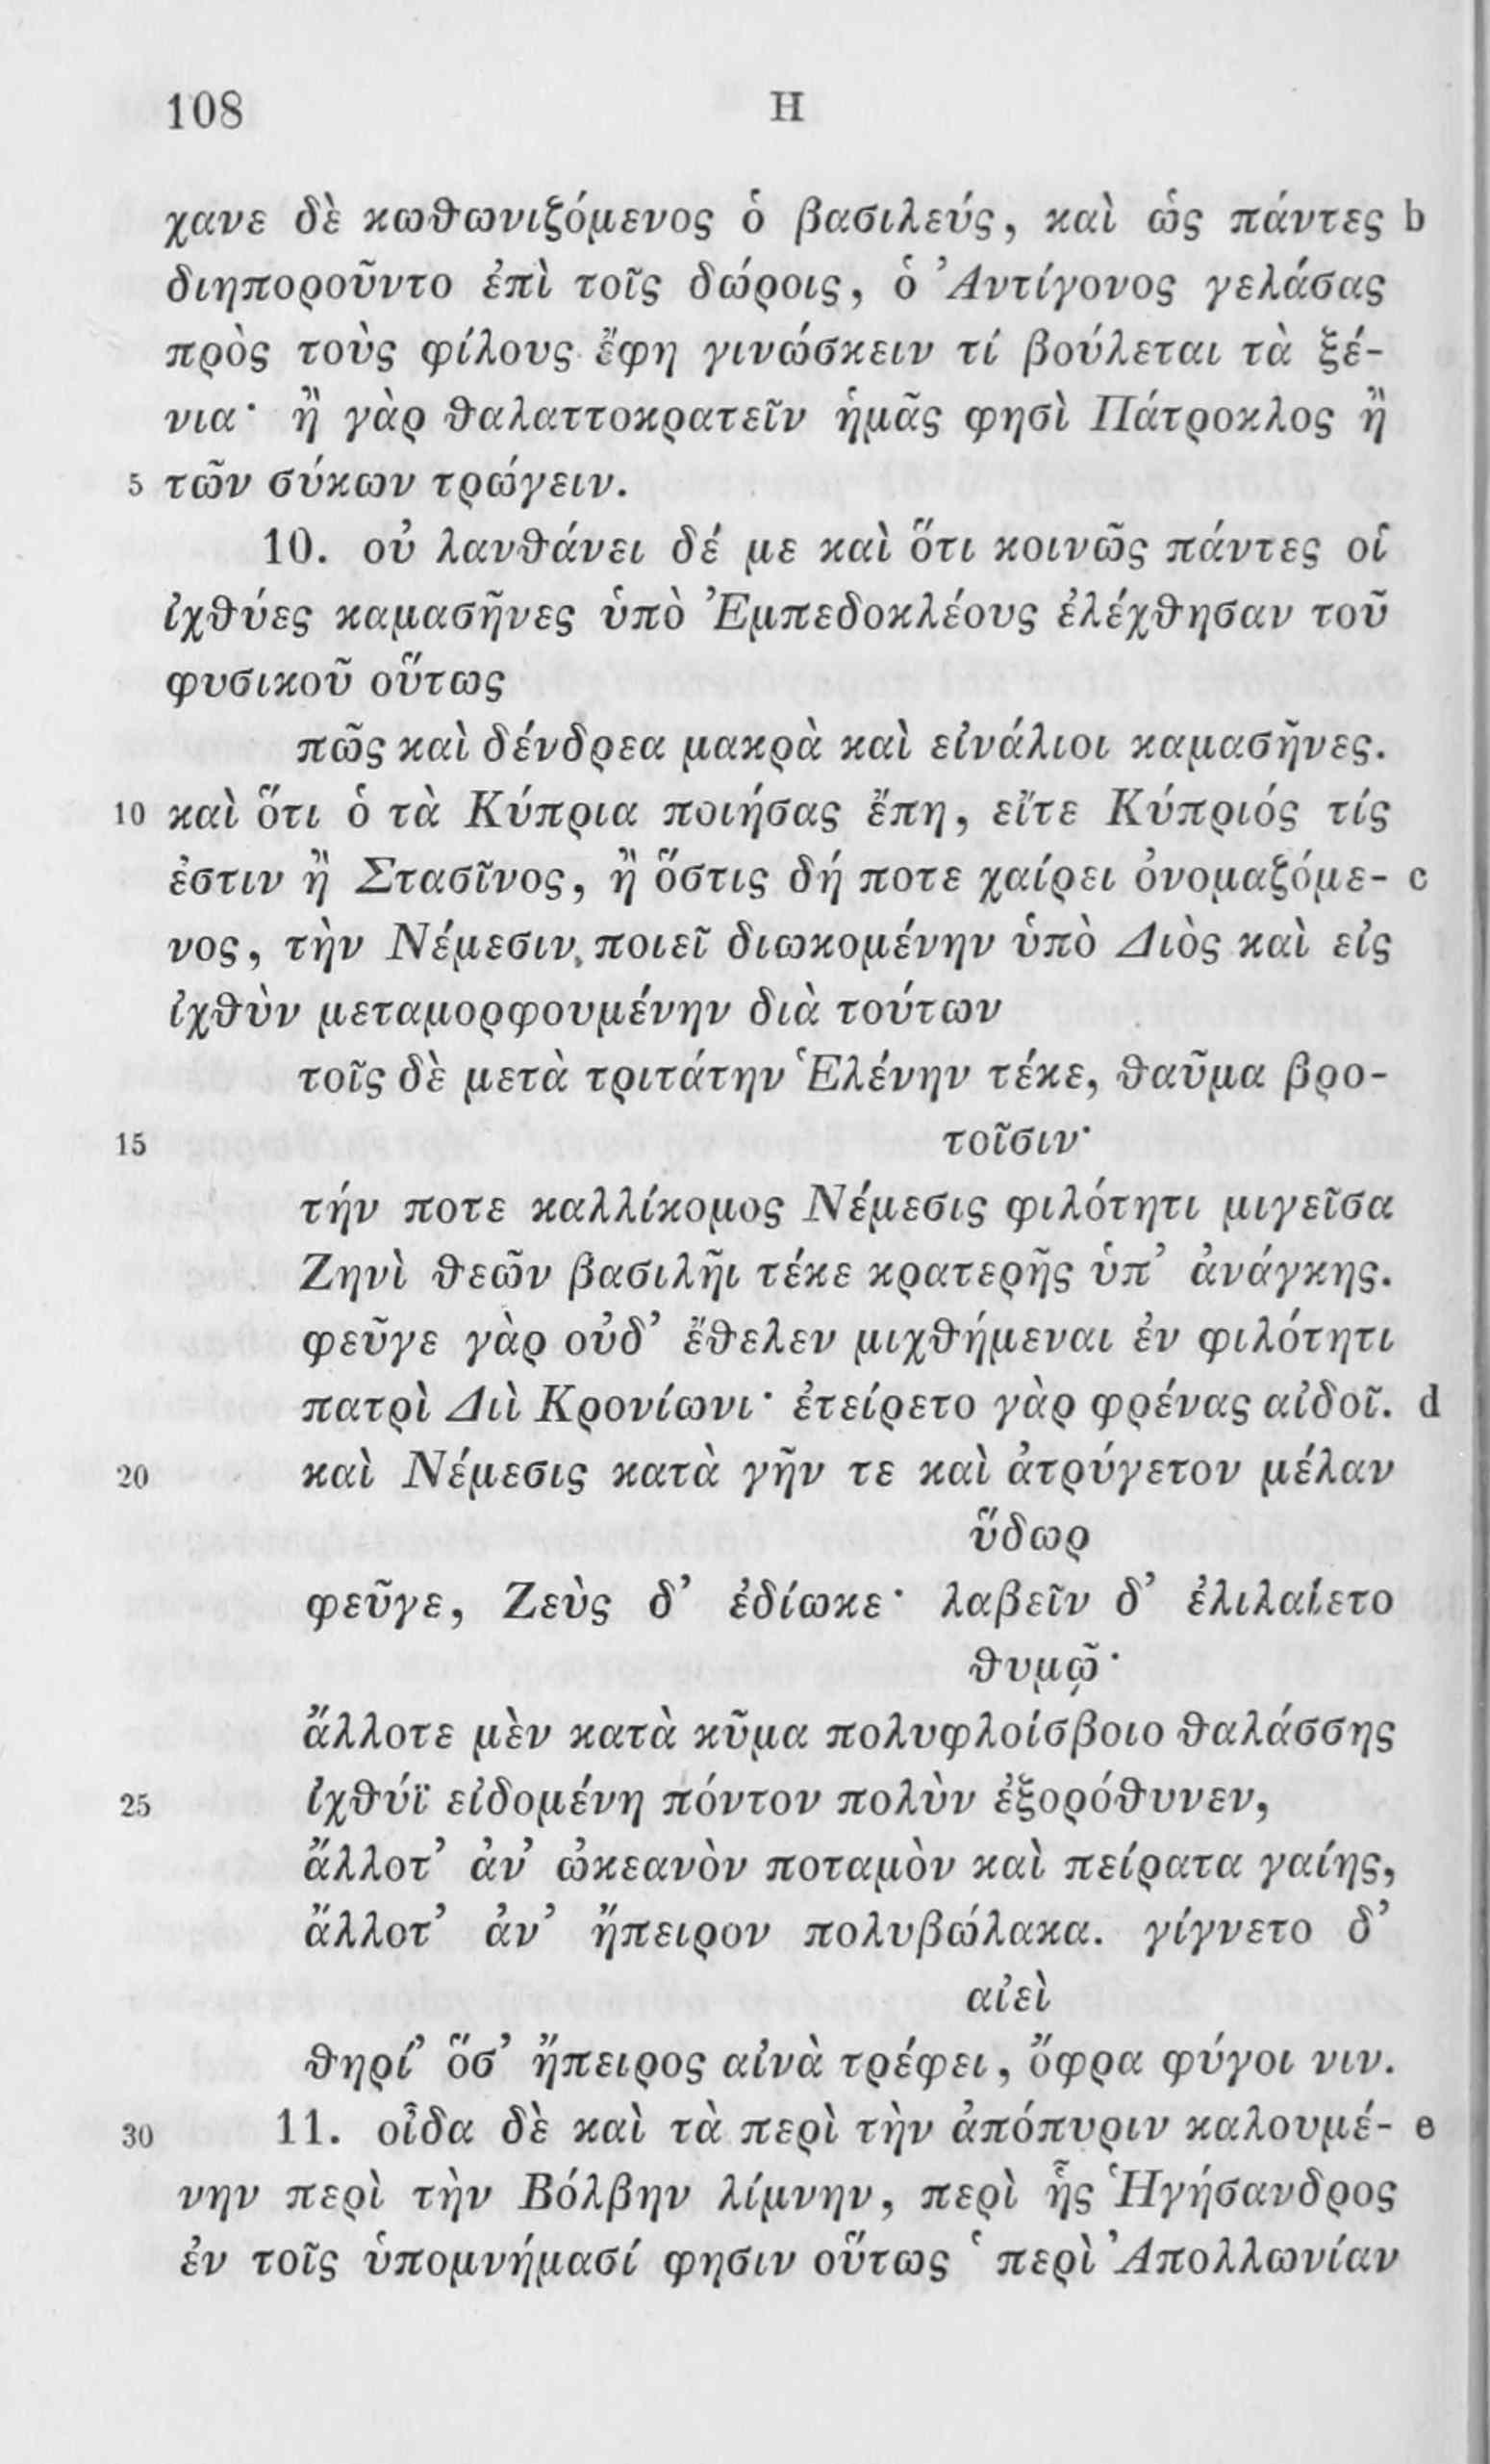 108 Η
χανε δὲ κωθωνιζόμενος ὁ βασιλεύς, καὶ ὡς πάντες b
διηποροῦντο ἐπὶ τοῖς δώροις, ὁ Ἀντίγονος γελάσας
πρὸς τοὺς φίλους ἔφη γινώσκειν τί βούλεται τὰ ξέ-
νια· ἢ γὰρ θαλαττοκρατεῖν ἡμᾶς φησὶ Πάτροκλος ἢ
5 τῶν σύκων τρώγειν.
10. οὐ λανθάνει δέ με καὶ ὅτι κοινῶς πάντες οἱ
ἰχθύες καμασῆνες ὑπὸ Ἐμπεδοκλέους ἐλέχθησαν τοῦ
φυσικοῦ οὕτως
πῶς καὶ δένδρεα μακρὰ καὶ εἰνάλιοι καμασῆνες.
10 καὶ ὅτι ὁ τὰ Κύπρια ποιήσας ἔπη, εἴτε Κύπριός τίς
ἐστιν ἢ Στασῖνος, ἢ ὅστις δή ποτε χαίρει ὀνομαζόμε- c
νος, τὴν Νέμεσιν ποιεῖ διωκομένην ὑπὸ Διὸς καὶ εἰς
ἰχθὺν μεταμορφουμένην διὰ τούτων
τοῖς δὲ μετὰ τριτάτην Ἑλένην τέκε, θαῦμα βρο-
15 τοῖσιν·
τήν ποτε καλλίκομος Νέμεσις φιλότητι μιγεῖσα
Ζηνὶ θεῶν βασιλῆι τέκε κρατερῆς ὑπ’ ἀνάγκης.
φεῦγε γὰρ οὐδ’ ἔθελεν μιχθήμεναι ἐν φιλότητι
πατρὶ Διὶ Κρονίωνι· ἐτείρετο γὰρ φρένας αἰδοῖ. d
20 καὶ Νέμεσις κατὰ γῆν τε καὶ ἀτρύγετον μέλαν
ὕδωρ
φεῦγε, Ζεὺς δ’ ἐδίωκε· λαβεῖν δ’ ἐλιλαίετο
θυμῷ·
ἄλλοτε μὲν κατὰ κῦμα πολυφλοίσβοιο θαλάσσης
25 ἰχθύϊ εἰδομένη πόντον πολὺν ἐξορόθυνεν,
ἄλλοτ’ ἀν’ ὠκεανὸν ποταμὸν καὶ πείρατα γαίης,
ἄλλοτ’ ἀν’ ἤπειρον πολυβώλακα. γίγνετο δ’
αἰεὶ
θηρί’ ὅσ’ ἤπειρος αἰνὰ τρέφει, ὄφρα φύγοι νιν.
30 11. οἶδα δὲ καὶ τὰ περὶ τὴν ἀπόπυριν καλουμέ- e
νην περὶ τὴν Βόλβην λίμνην, περὶ ἧς Ἡγήσανδρος
ἐν τοῖς ὑπομνήμασί φησιν οὕτως ‘περὶ Ἀπολλωνίαν